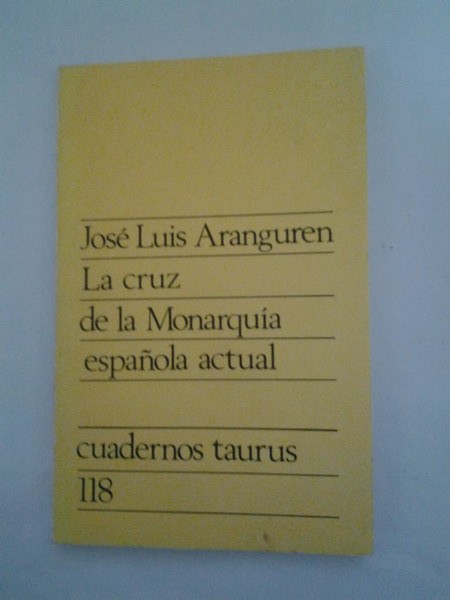 José Luis Aranguren
La cruz
de la Monarquía
española actual
cuadernos taurus
118